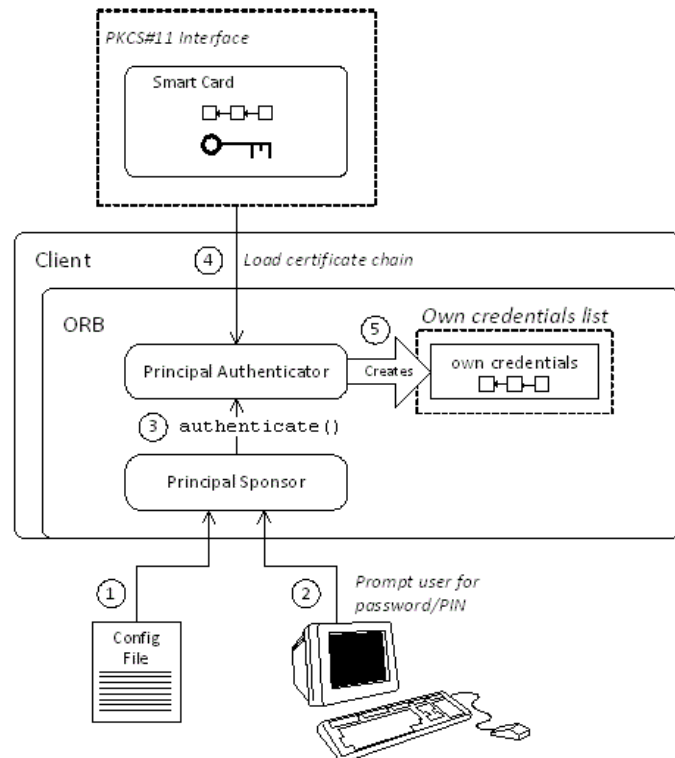 PKCS#11 Interface
Smart Card
Client
4
Load certificate chain
ORB
Own credentials list
5
Principal Authenticator
Creates
own credentials
3
authenticate()
Principal Sponsor
1
2
Prompt user for
password/PIN
Config
File